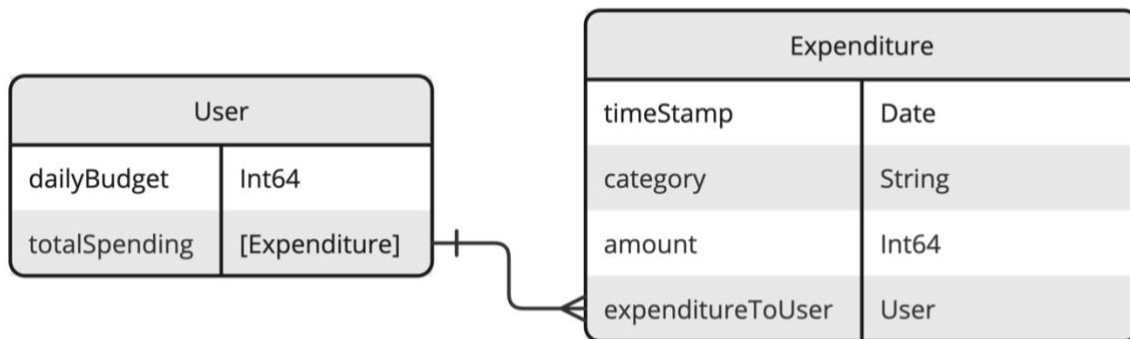 User
dailyBudget Int64
totalSpending [Expenditure]
Expenditure
timeStamp Date
category String
amount Int64
expenditureToUser User